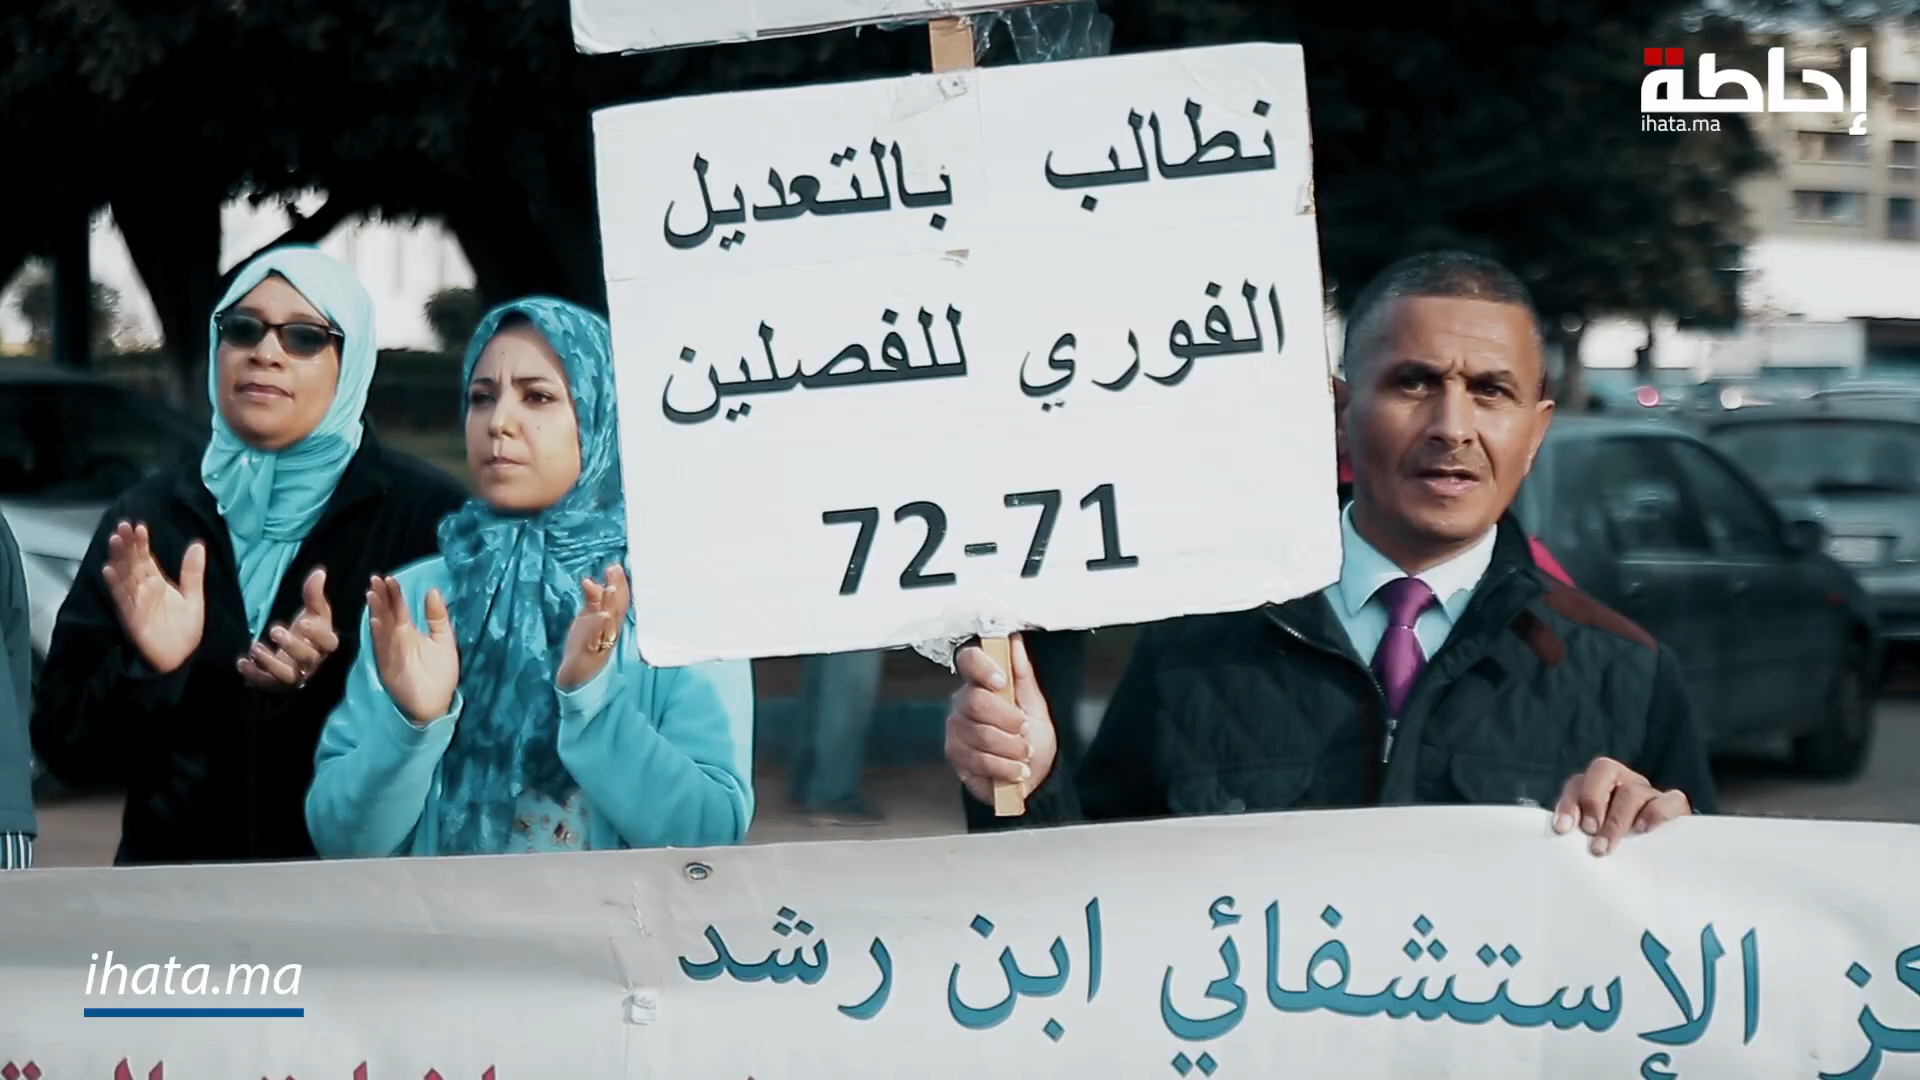 إحاطة
ihata.ma
نطالب بالتعديل
الفوري للفصلين
72-71
الإستشفائي ابن رشد
ihata.ma